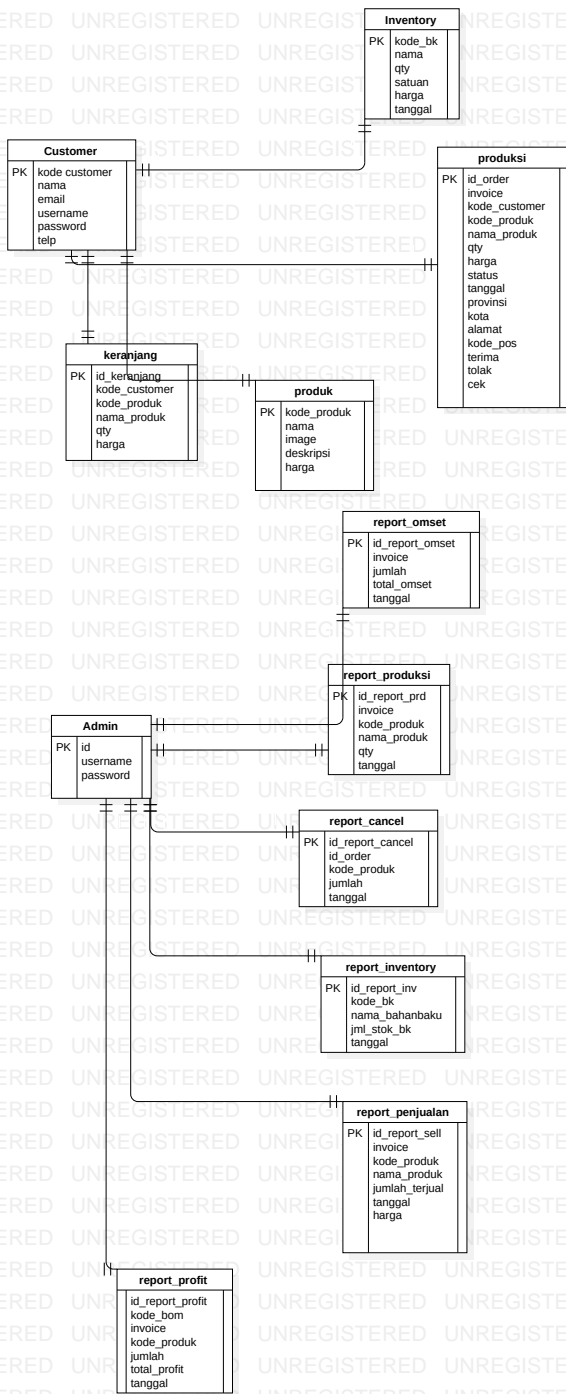 Inventory
PK kode_bk
nama
qty
satuan
harga
tanggal
Customer
PK kode customer
nama
email
username
password
telp
produksi
PK id_order
invoice
kode_customer
kode_produk
nama_produk
qty
harga
status
tanggal
provinsi
kota
alamat
kode_pos
terima
tolak
cek
keranjang
PK id_keranjang
kode_customer
kode_produk
nama_produk
qty
harga
produk
PK kode_produk
nama
image
deskripsi
harga
report_omset
PK id_report_omset
invoice
jumlah
total_omset
tanggal
report_produksi
PK id_report_prd
invoice
kode_produk
nama_produk
qty
tanggal
Admin
PK id
username
password
report_cancel
PK id_report_cancel
id_order
kode_produk
jumlah
tanggal
report_inventory
PK id_report_inv
kode_bk
nama_bahanbaku
jml_stok_bk
tanggal
report_penjualan
PK id_report_sell
invoice
kode_produk
nama_produk
jumlah_terjual
tanggal
harga
report_profit
id_report_profit
kode_bom
invoice
kode_produk
jumlah
total_profit
tanggal
UNREGISTERED